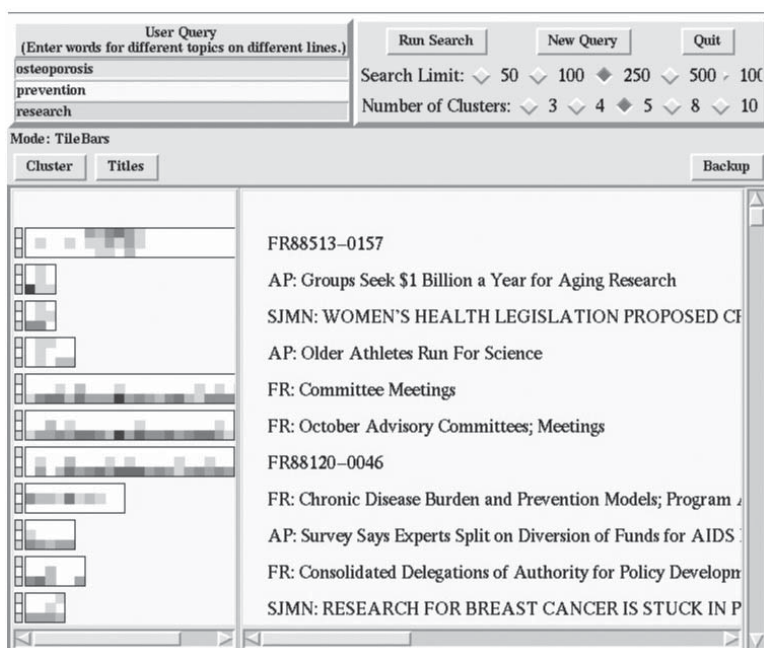 User Query
(Enter words for different topics on different lines.)
osteoporosis
prevention
research
Run Search New Query Quit
Search Limit: 50 100 250 500 100
Number of Clusters: 3 4 5 8 10
Mode: TileBars
Cluster Titles Backup
FR88513–0157
AP: Groups Seek $1 Billion a Year for Aging Research
SJMN: WOMEN'S HEALTH LEGISLATION PROPOSED
AP: Older Athletes Run For Science
FR: Committee Meetings
FR: October Advisory Committees; Meetings
FR88120–0046
FR: Chronic Disease Burden and Prevention Models; Program
AP: Survey Says Experts Split on Diversion of Funds for AIDS
FR: Consolidated Delegations of Authority for Policy
SJMN: RESEARCH FOR BREAST CANCER IS STUCK IN